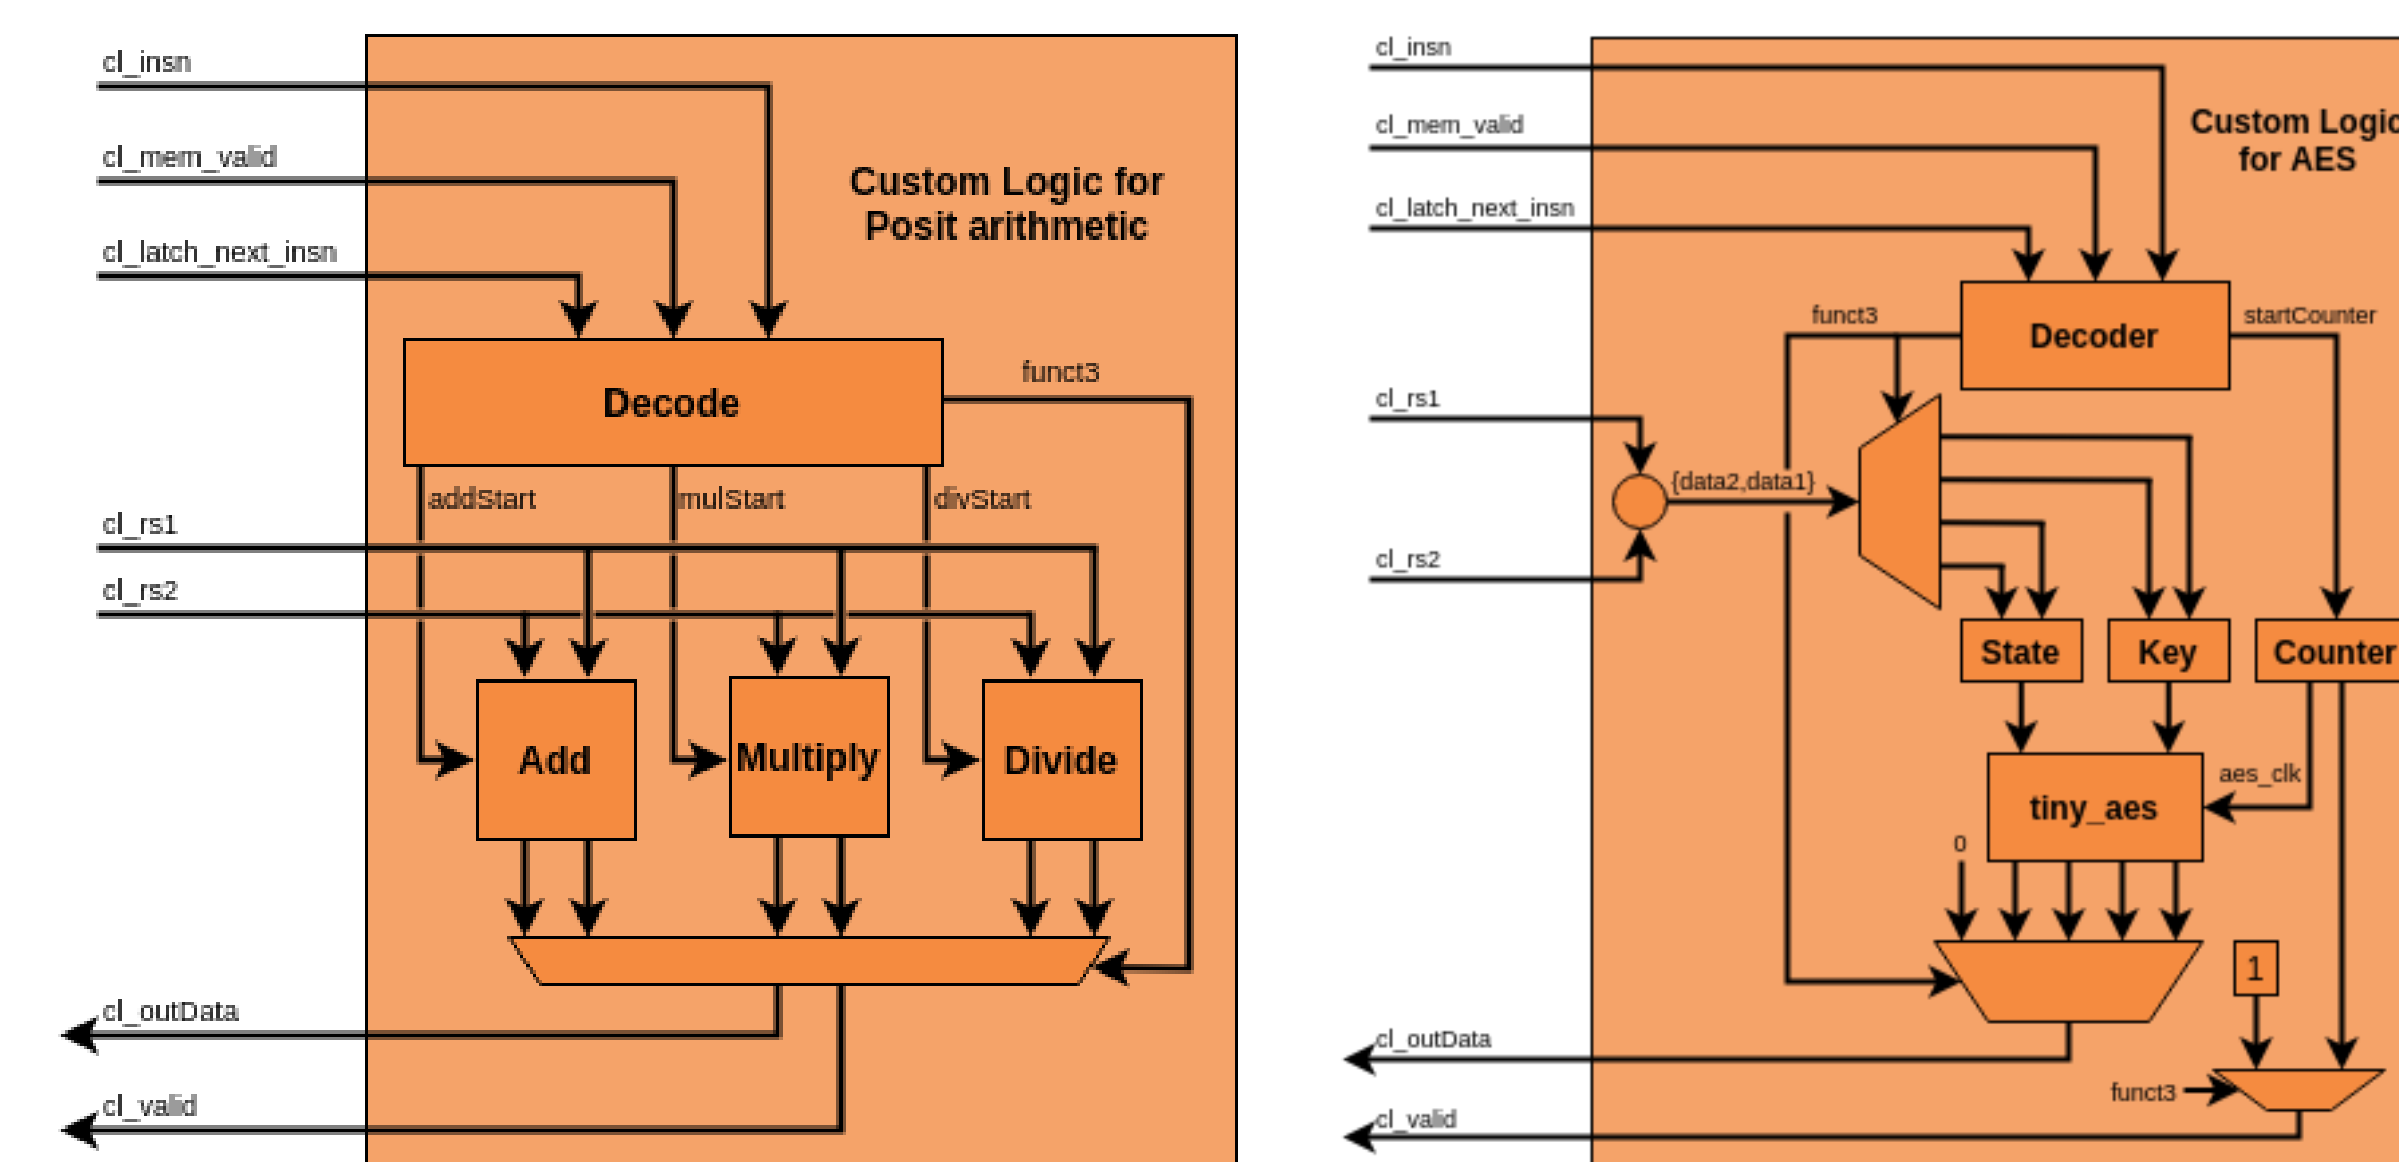 cl_insn
cl_mem_valid
cl_latch_next_insn
Custom Logic for
Posit arithmetic
Decode
funct3
addStart
mulStart
divStart
cl_rs1
cl_rs2
Add
Multiply
Divide
cl_outData
cl_valid
cl_insn
cl_mem_valid
cl_latch_next_insn
Custom Logic
for AES
funct3
Decoder
startCounter
cl_rs1
{data2,data1}
cl_rs2
State
Key
Counter
tiny_aes
aes_clk
0
1
cl_outData
funct3
cl_valid